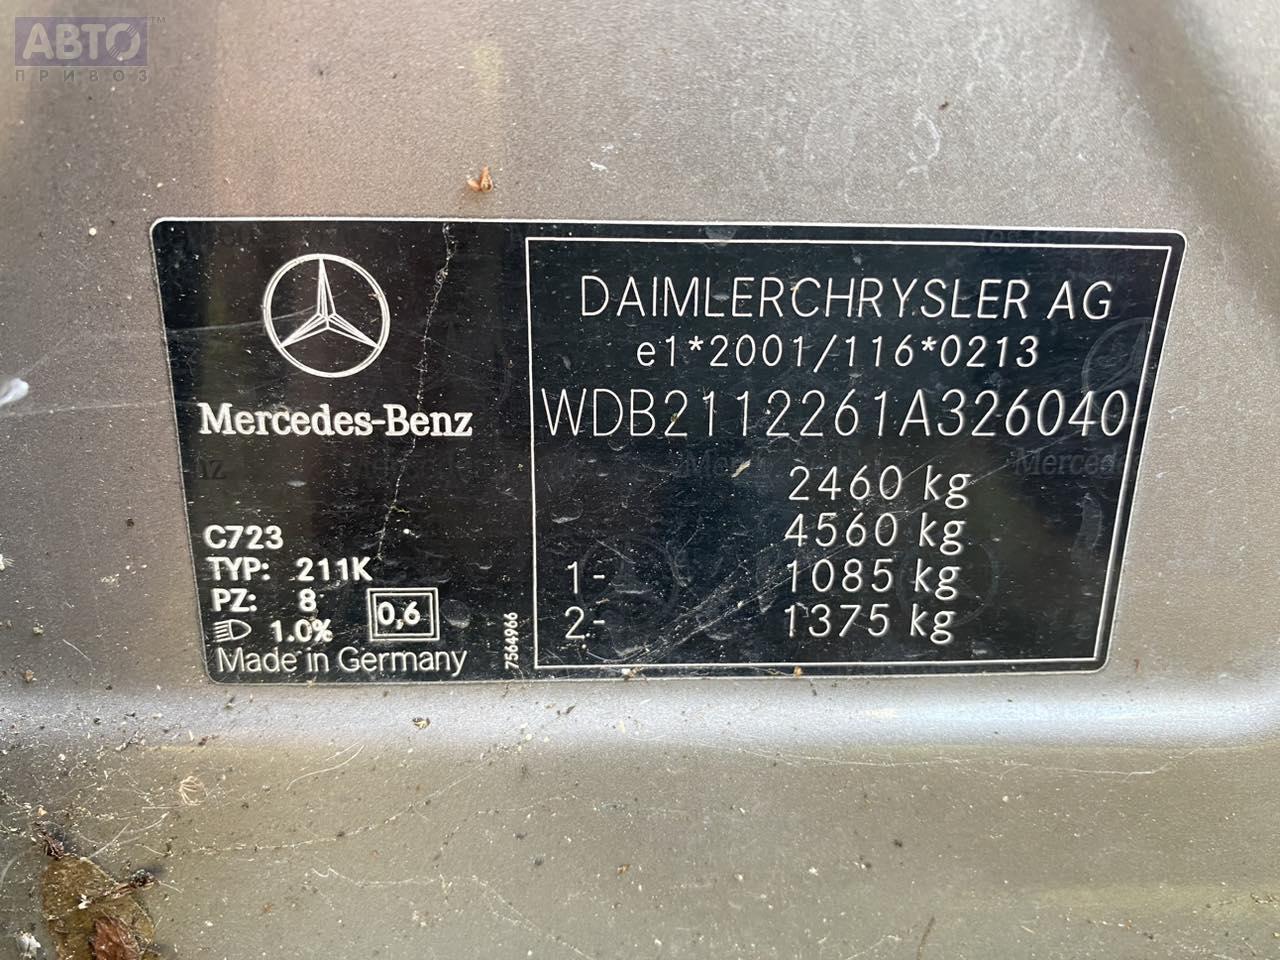 АВТО™
ПРИВОЗ
Mercedes-Benz
C723
TYP: 211K
PZ: 8
1.0% 0,6
Made in Germany
7564966
DAIMLERCHRYSLER AG
e1*2001/116*0213
WDB2112261A326040
2460 kg
4560 kg
1- 1085 kg
2- 1375 kg